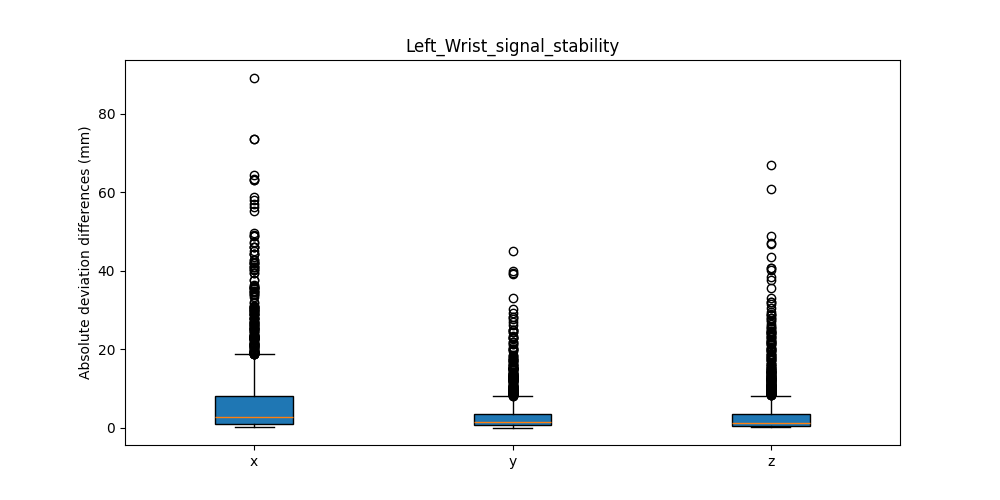 Left_Wrist_signal_stability
Absolute deviation differences (mm)
80
60
40
20
0
x
y
z